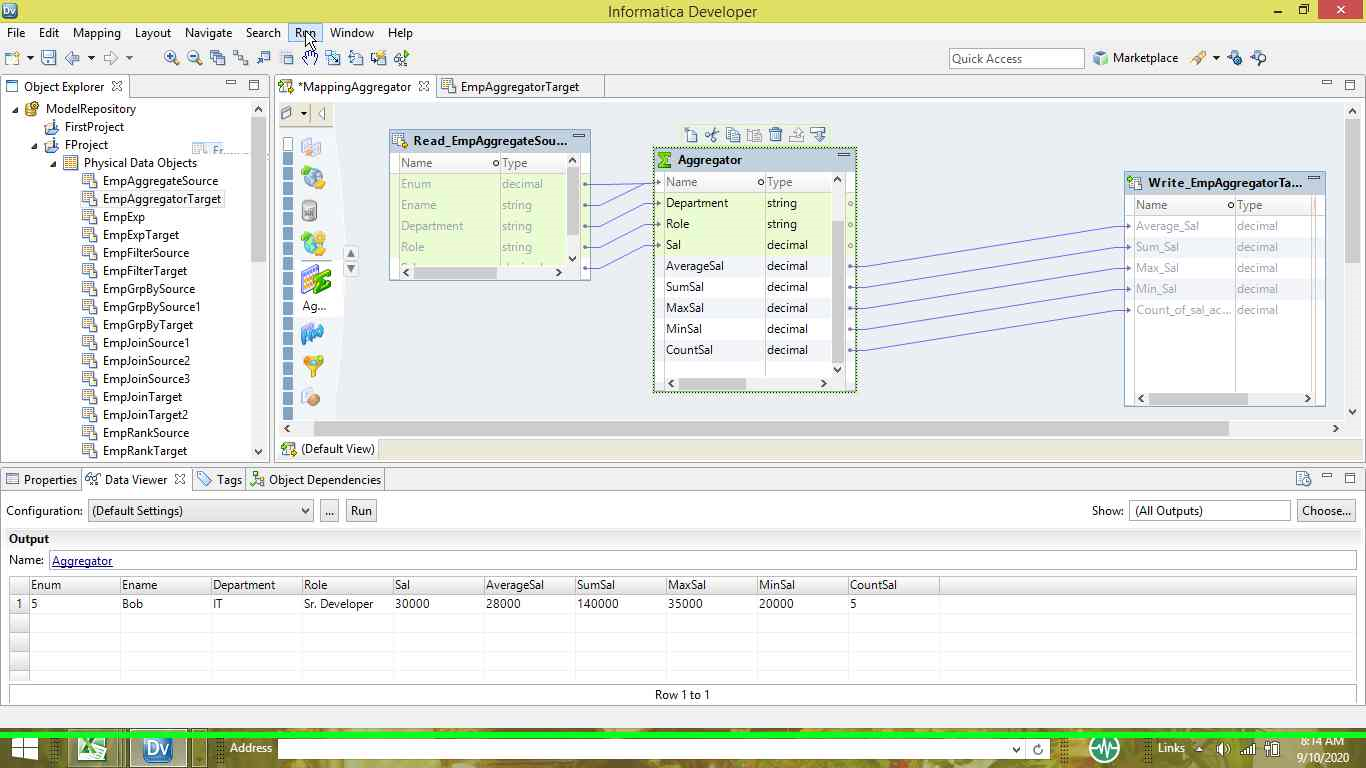 Informatica Developer
File Edit Mapping Layout Navigate Search Run Window Help
Quick Access Marketplace
Object Explorer
*MappingAggregator EmpAggregatorTarget
ModelRepository
FirstProject
FProject
Physical Data Objects
EmpAggregateSource
EmpAggregatorTarget
EmpExp
EmpExpTarget
EmpFilterSource
EmpFilterTarget
EmpGrpBySource
EmpGrpBySource1
EmpGrpByTarget
EmpJoinSource1
EmpJoinSource2
EmpJoinSource3
EmpJoinTarget
EmpJoinTarget2
EmpRankSource
EmpRankTarget
Ag...
Read_EmpAggregateSou...
Name Type
Enum decimal
Ename string
Department string
Role string
Aggregator
Name Type
Department string
Role string
Sal decimal
AverageSal decimal
SumSal decimal
MaxSal decimal
MinSal decimal
CountSal decimal
Write_EmpAggregatorTa...
Name Type
Average_Sal decimal
Sum_Sal decimal
Max_Sal decimal
Min_Sal decimal
Count_of_sal_ac... decimal
(Default View)
Properties Data Viewer Tags Object Dependencies
Configuration: (Default Settings) ... Run Show: (All Outputs) Choose...
Output
Name: Aggregator
Enum Ename Department Role Sal AverageSal SumSal MaxSal MinSal CountSal
1 5 Bob IT Sr. Developer 30000 28000 140000 35000 20000 5
Row 1 to 1
Dv Address Links 8:14 AM
9/10/2020